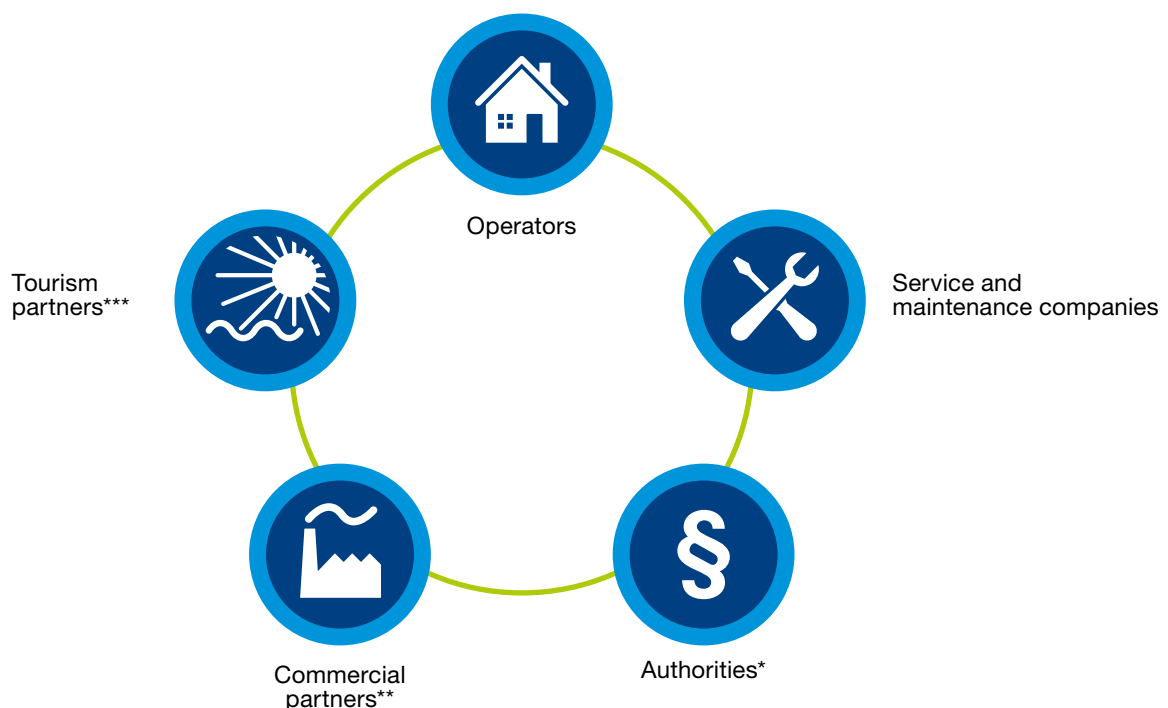 Operators
Tourism
partners***
Service and
maintenance companies
§
Commercial
partners**
Authorities*